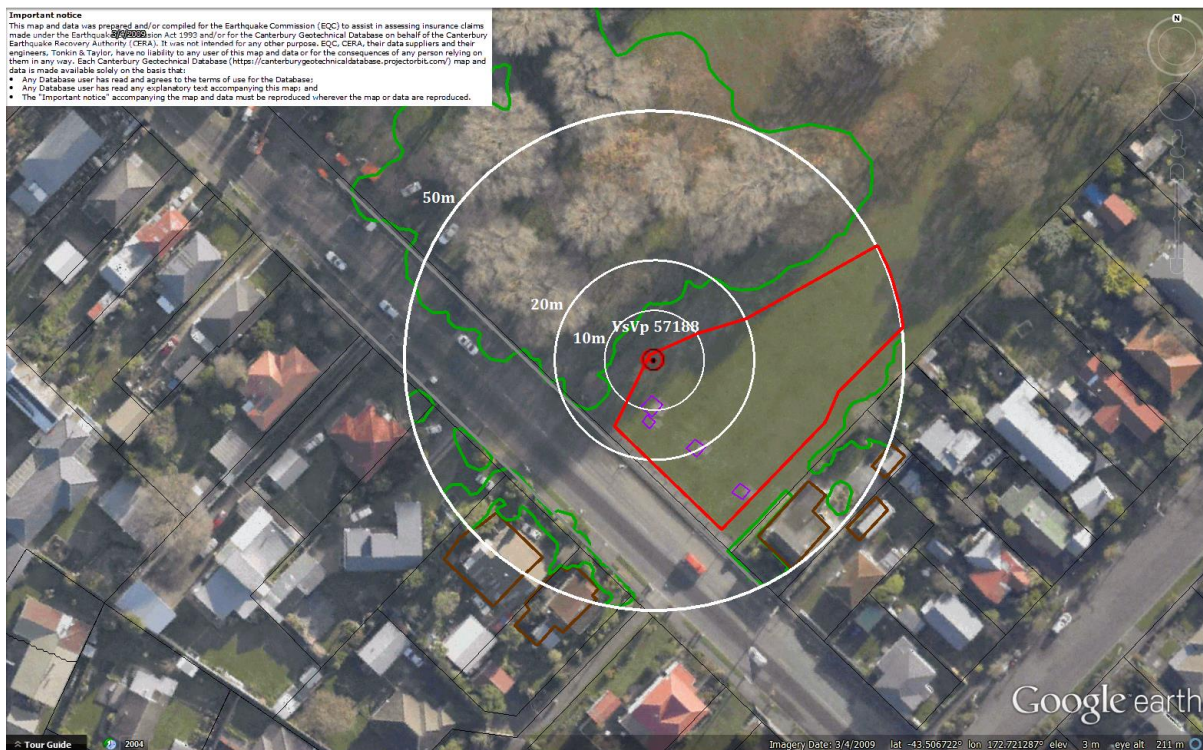 Important notice
This map and data was prepared and/or compiled for the Earthquake Commission (EQC) to assist in assessing insurance claims
made under the Earthquake Commission Act 1993 and/or for the Canterbury Geotechnical Database on behalf of the Canterbury
3/4/2009
Earthquake Recovery Authority (CERA). It was not intended for any other purpose. EQC, CERA, their data suppliers and their
engineers, Tonkin & Taylor, have no liability to any user of this map and data or for the consequences of any person relying on
them in any way. Each Canterbury Geotechnical Database (https://canterburygeotechnicaldatabase.projectorbit.com/) map and
data is made available solely on the basis that:
• Any Database user has read and agrees to the terms of use for the Database;
• Any Database user has read any explanatory text accompanying this map; and
• The "Important notice" accompanying the map and data must be reproduced wherever the map or data are reproduced.
N
50m
20m
VsVp 57188
10m
Google earth
Tour Guide
2004
Imagery Date: 3/4/2009 lat -43.506722° lon 172.721287° elev 3 m eye alt 211 m